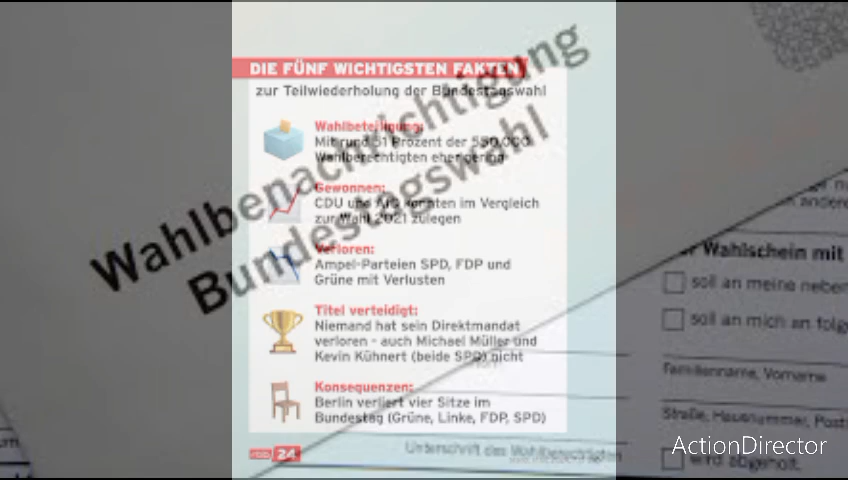 DIE FÜNF WICHTIGSTEN FAKTEN
zur Teilwiederholung der Bundestagswahl
Wahlbenachrichtigung
Bundestagswahl
Wahlbeteiligung:
Mit rund 51 Prozent der 550.000
Wahlberechtigten eher gering
Gewonnen:
CDU und AfD konnten im Vergleich
zur Wahl 2021 zulegen
Verloren:
Ampel-Parteien SPD, FDP und
Grüne mit Verlusten
Titel verteidigt:
Niemand hat sein Direktmandat
verloren - auch Michael Müller und
Kevin Kühnert (beide SPD) nicht
Konsequenzen:
Berlin verliert vier Sitze im
Bundestag (Grüne, Linke, FDP, SPD)
rbb 24
Unterschrift des Wahlberechtigten
Wahlschein mit
soll an meine
soll an mich an
Familienname, Vorname
Straße, Hausnummer,
wird abgeholt.
ActionDirector